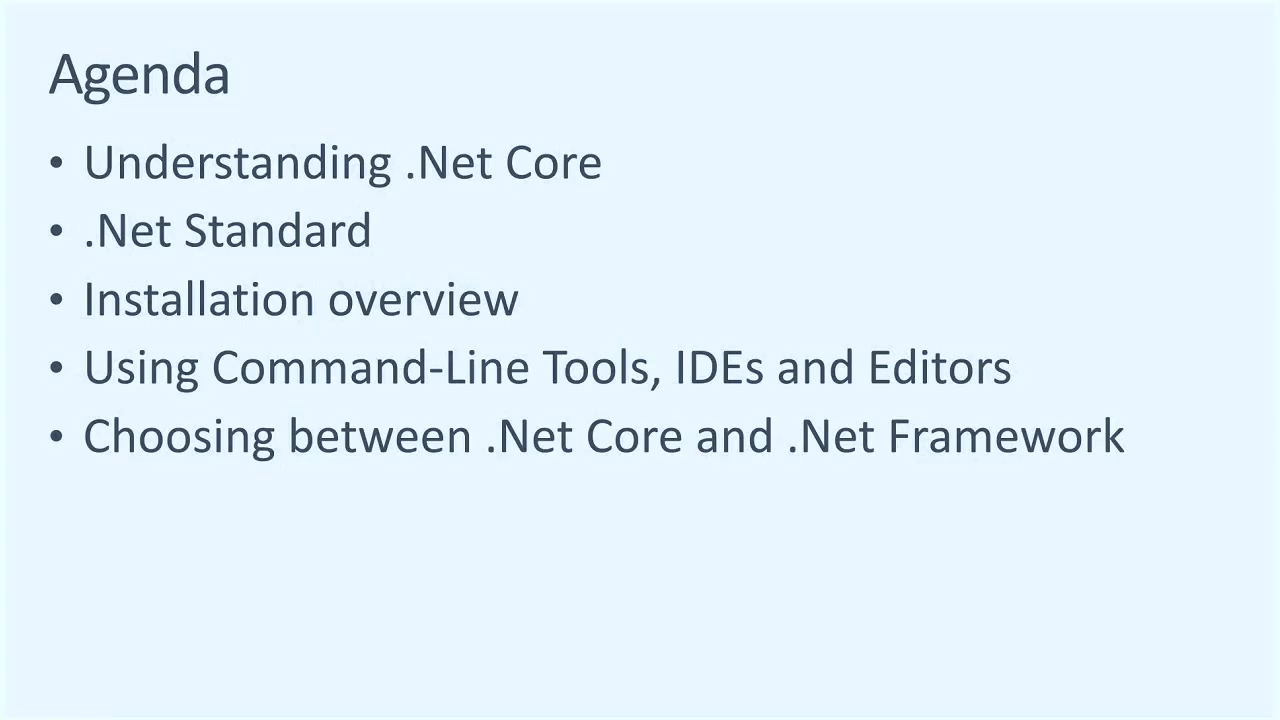 Agenda
• Understanding .Net Core
• .Net Standard
• Installation overview
• Using Command-Line Tools, IDEs and Editors
• Choosing between .Net Core and .Net Framework